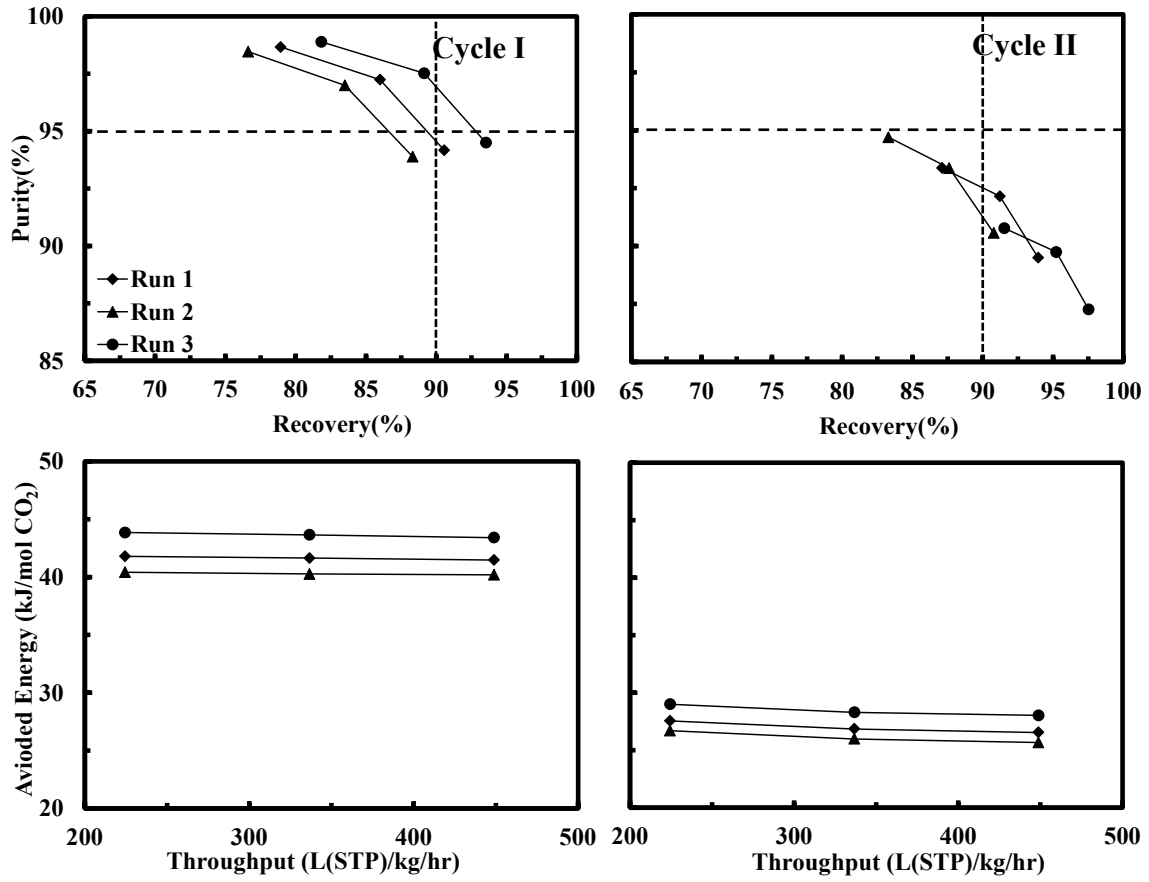 100
95
90
85
Purity(%)
Cycle I
Run 1
Run 2
Run 3
65 70 75 80 85 90 95 100
Recovery(%)
Cycle II
65 70 75 80 85 90 95 100
Recovery(%)
50
40
30
20
Avioded Energy (kJ/mol CO₂)
200 300 400 500
Throughput (L(STP)/kg/hr)
200 300 400 500
Throughput (L(STP)/kg/hr)